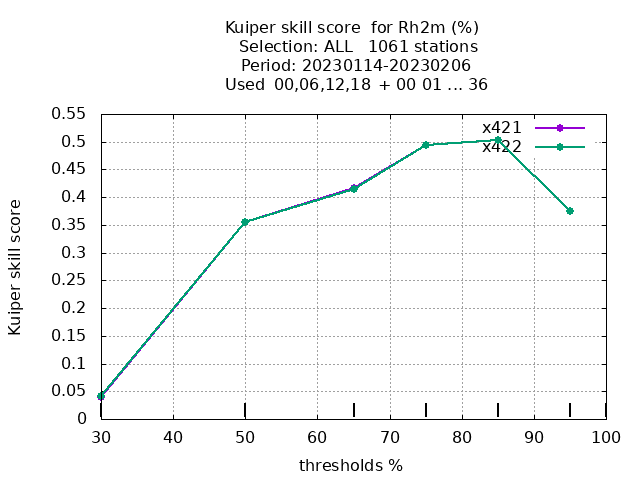 Kuiper skill score  for Rh2m (%)
Selection: ALL   1061 stations
Period: 20230114-20230206
Used  00,06,12,18  + 00 01 ... 36
x421
x422
0.55
0.5
0.45
0.4
0.35
0.3
0.25
0.2
0.15
0.1
0.05
0
Kuiper skill score
30 40 50 60 70 80 90 100
thresholds %